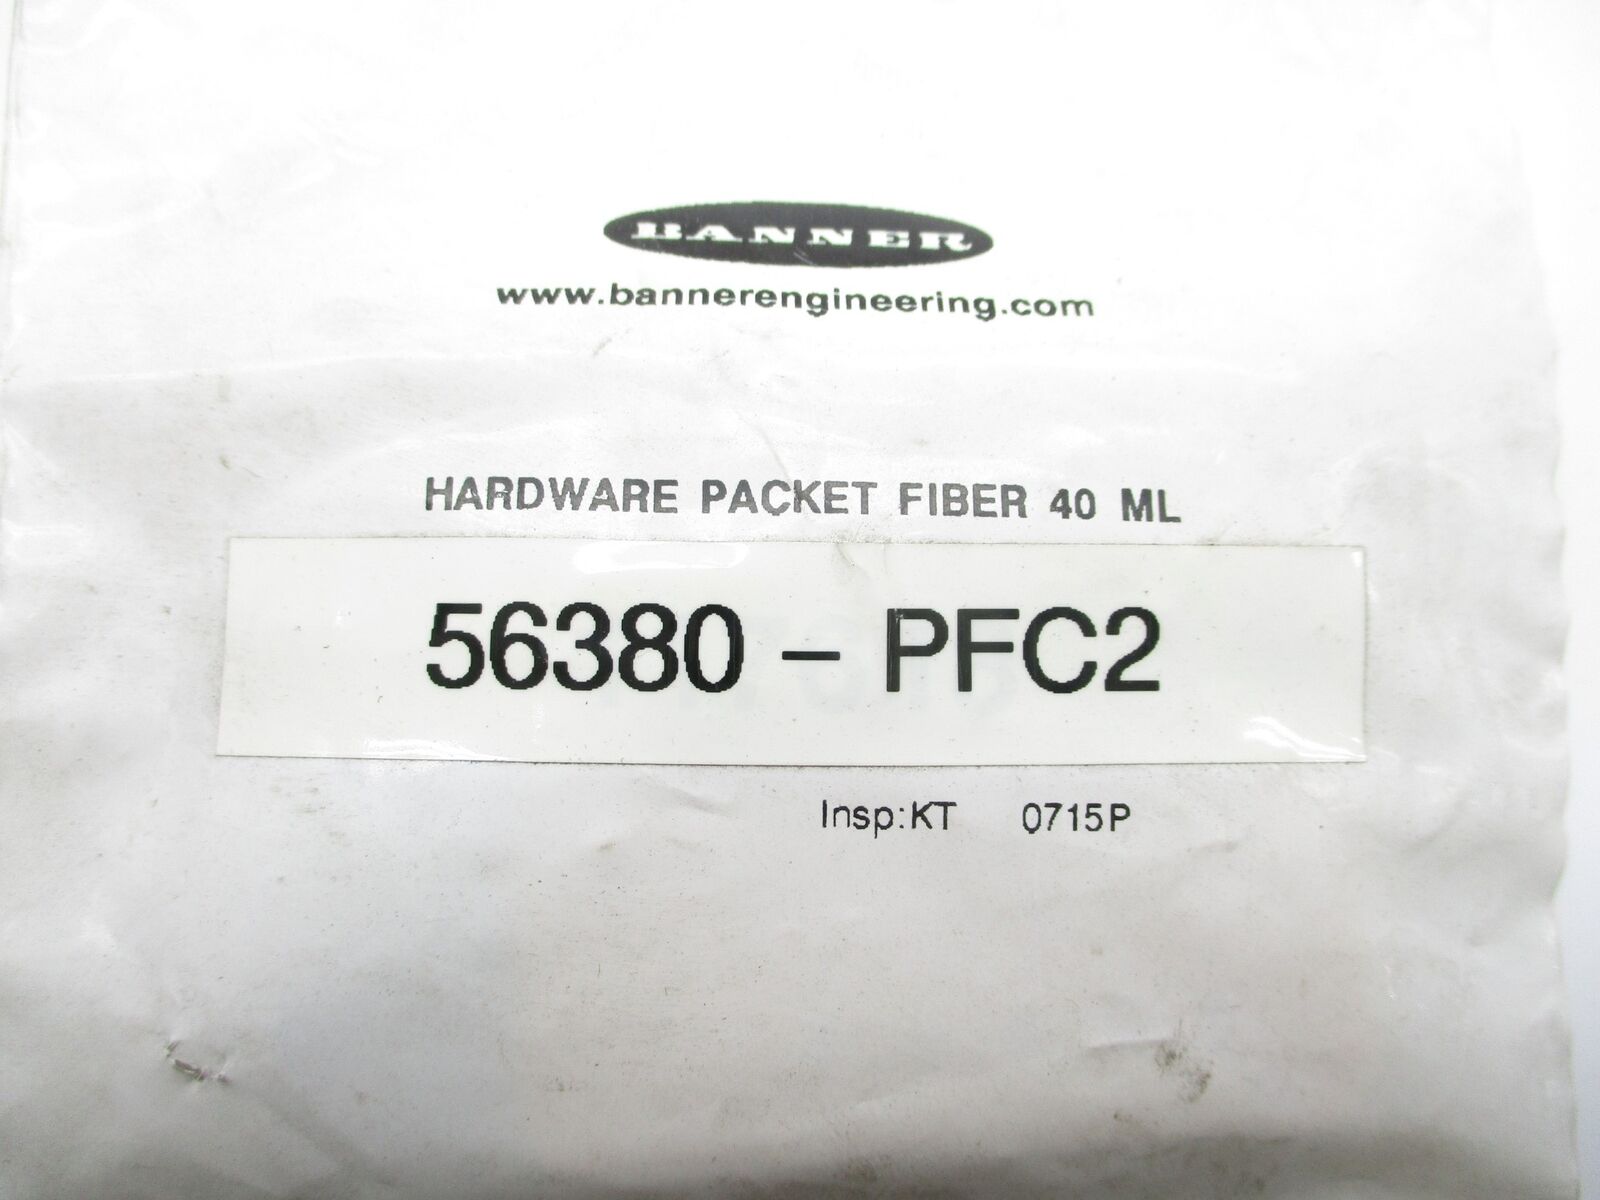 BANNER
www.bannerengineering.com
HARDWARE PACKET FIBER 40 ML
56380 - PFC2
Insp:KT 0715P